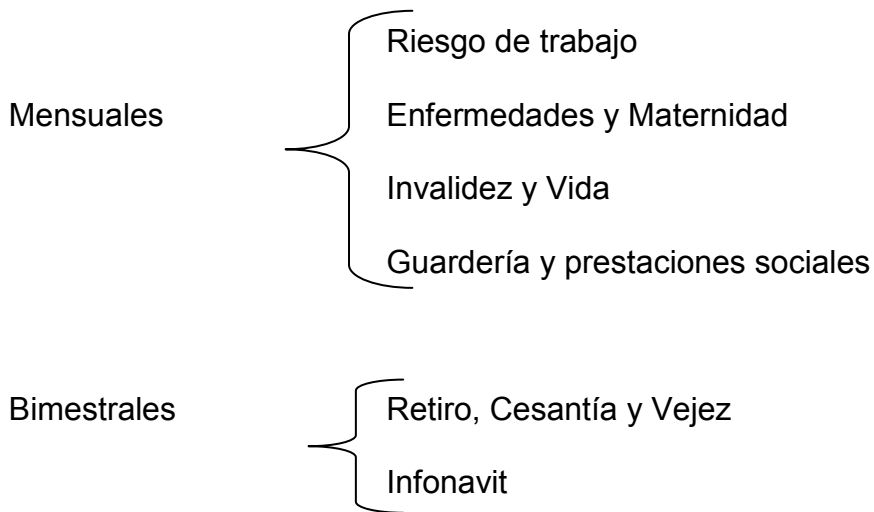 Riesgo de trabajo
Mensuales Enfermedades y Maternidad
Invalidez y Vida
Guardería y prestaciones sociales
Bimestrales Retiro, Cesantía y Vejez
Infonavit